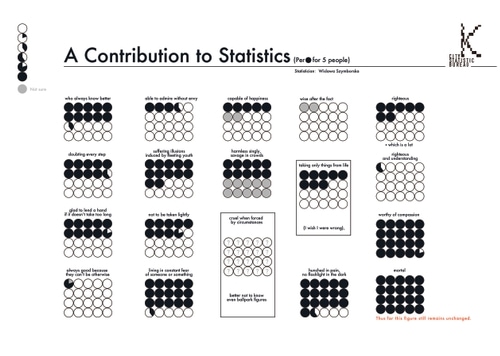 A Contribution to Statistics (Per●for 5 people)
Statistician: Wisława Szymborska
CITY
STATISTIC
BUREAU
Not sure
who always know better
able to admire without envy
capable of happiness
wise after the fact
righteous
• which is a lot
doubting every step
suffering illusions
induced by fleeting youth
harmless singly,
savage in crowds
taking only things from life
(I wish I were wrong),
righteous
and understanding
glad to lend a hand
if it doesn't take too long
not to be taken lightly
cruel when forced
by circumstances
better not to know
even ballpark figures
worthy of compassion
always good because
they can't be otherwise
living in constant fear
of someone or something
hunched in pain,
no flashlight in the dark
mortal
Thus far this figure still remains unchanged.